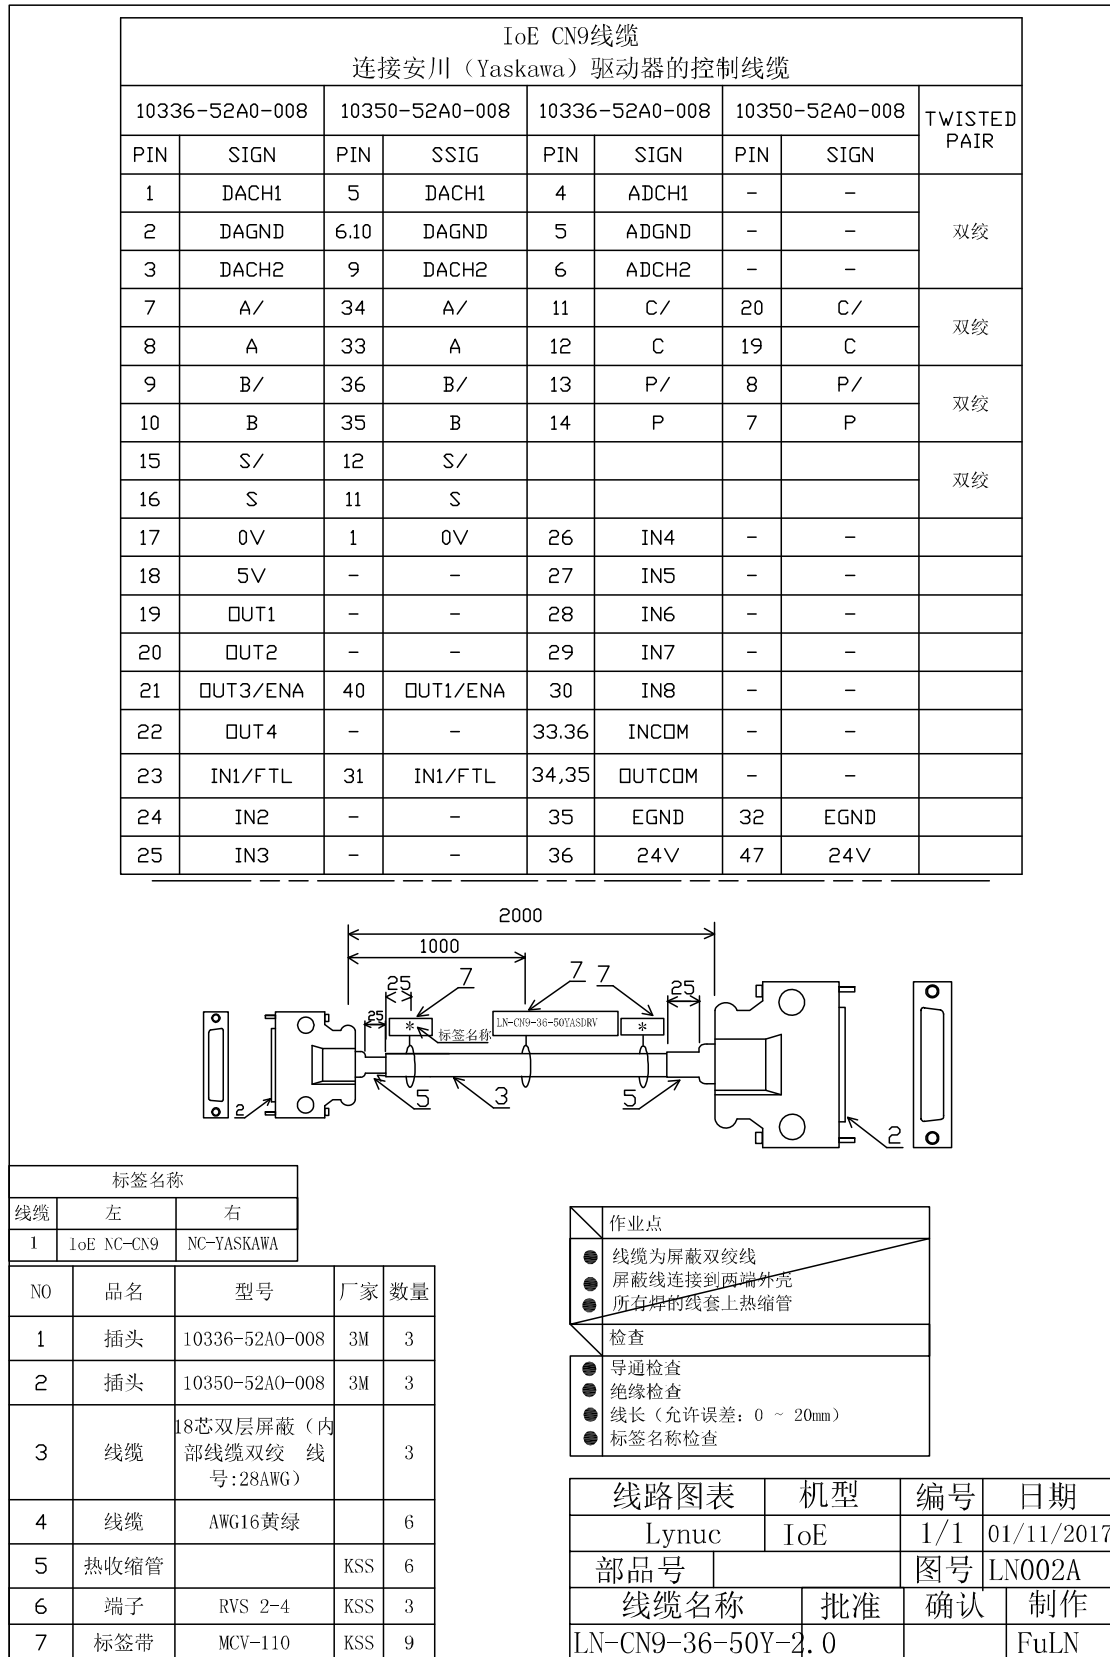 IoE CN9线缆
连接安川（Yaskawa）驱动器的控制线缆
10336-52A0-008 10350-52A0-008 10336-52A0-008 10350-52A0-008 TWISTED PAIR
PIN SIGN PIN SSIG PIN SIGN PIN SIGN
1 DACH1 5 DACH1 4 ADCH1 - -
2 DAGND 6.10 DAGND 5 ADGND - - 双绞
3 DACH2 9 DACH2 6 ADCH2 - -
7 A/ 34 A/ 11 C/ 20 C/ 双绞
8 A 33 A 12 C 19 C
9 B/ 36 B/ 13 P/ 8 P/ 双绞
10 B 35 B 14 P 7 P
15 S/ 12 S/ 双绞
16 S 11 S
17 0V 1 0V 26 IN4 - -
18 5V - - 27 IN5 - -
19 OUT1 - - 28 IN6 - -
20 OUT2 - - 29 IN7 - -
21 OUT3/ENA 40 OUT1/ENA 30 IN8 - -
22 OUT4 - - 33.36 INCOM - -
23 IN1/FTL 31 IN1/FTL 34,35 OUTCOM - -
24 IN2 - - 35 EGND 32 EGND
25 IN3 - - 36 24V 47 24V
2000
1000
25 7 7 7 25
25 * 标签名称 LN-CN9-36-50YASDRV *
2 5 3 5 2
标签名称
线缆 左 右
1 IoE NC-CN9 NC-YASKAWA
NO 品名 型号 厂家 数量
1 插头 10336-52A0-008 3M 3
2 插头 10350-52A0-008 3M 3
3 线缆 18芯双层屏蔽（内部线缆双绞 线号:28AWG） 3
4 线缆 AWG16黄绿 6
5 热收缩管 KSS 6
6 端子 RVS 2-4 KSS 3
7 标签带 MCV-110 KSS 9
作业点
● 线缆为屏蔽双绞线
● 屏蔽线连接到两端外壳
● 所有焊的线套上热缩管
检查
● 导通检查
● 绝缘检查
● 线长（允许误差: 0 ~ 20mm）
● 标签名称检查
线路图表 机型 编号 日期
Lynuc IoE 1/1 01/11/2017
部品号 图号 LN002A
线缆名称 批准 确认 制作
LN-CN9-36-50Y-2.0 FuLN